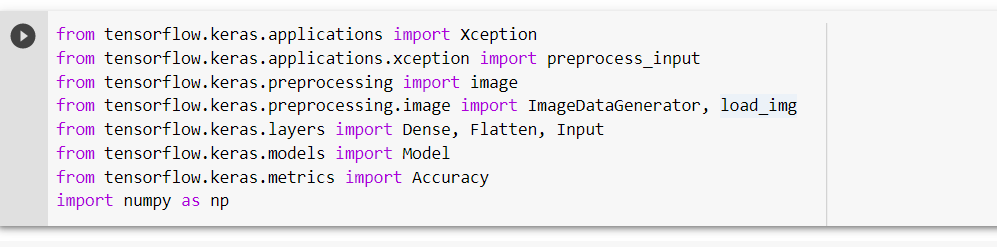 from tensorflow.keras.applications import Xception
from tensorflow.keras.applications.xception import preprocess_input
from tensorflow.keras.preprocessing import image
from tensorflow.keras.preprocessing.image import ImageDataGenerator, load_img
from tensorflow.keras.layers import Dense, Flatten, Input
from tensorflow.keras.models import Model
from tensorflow.keras.metrics import Accuracy
import numpy as np